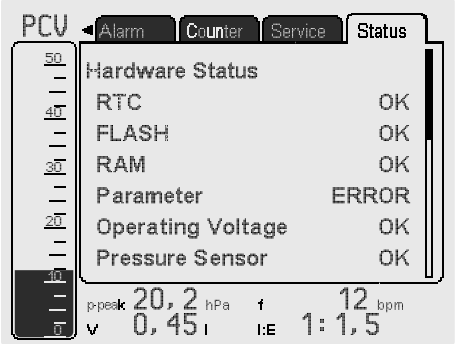 PCV Alarm Counter Service Status
50
40
30
20
10
0
Hardware Status
RTC OK
FLASH OK
RAM OK
Parameter ERROR
Operating Voltage OK
Pressure Sensor OK
p-peak 20,2 hPa f 12 bpm
V 0,45 l I:E 1:1,5